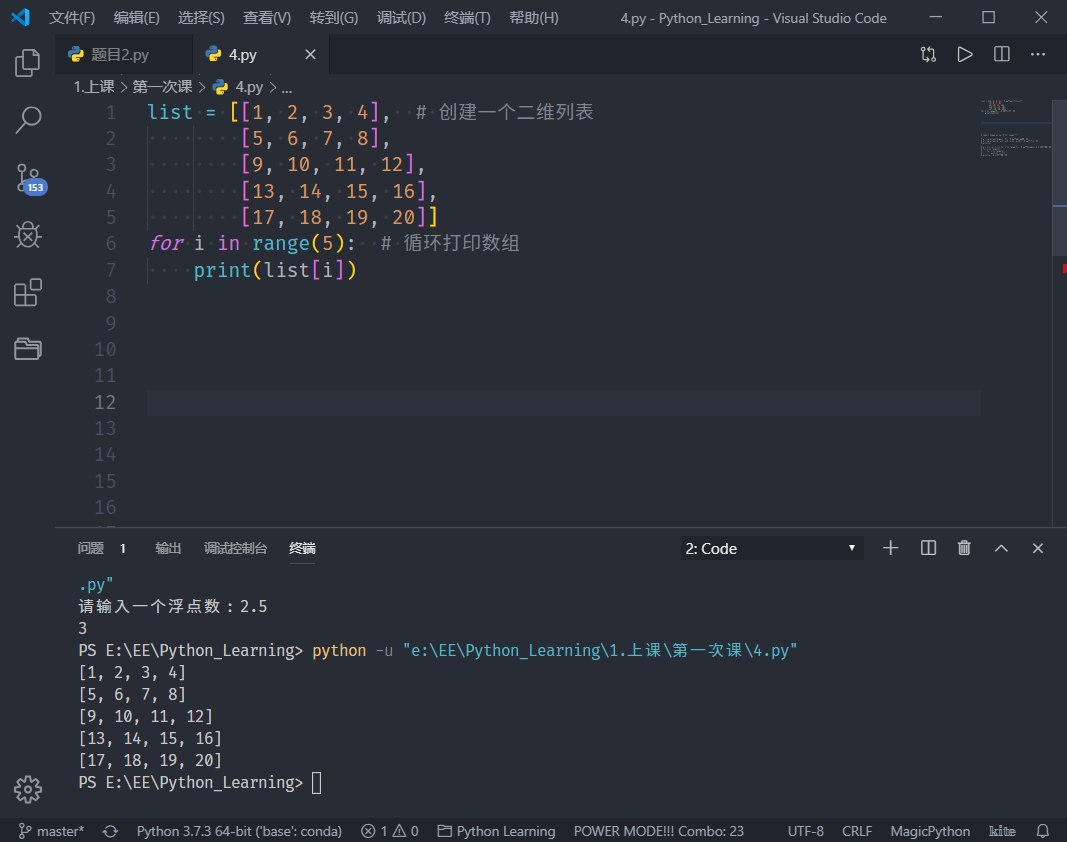 文件(F) 编辑(E) 选择(S) 查看(V) 转到(G) 调试(D) 终端(T) 帮助(H) 4.py - Python_Learning - Visual Studio Code
题目2.py 4.py
1.上课 > 第一次课 > 4.py > ...
1 list = [[1, 2, 3, 4], # 创建一个二维列表
2 [5, 6, 7, 8],
3 [9, 10, 11, 12],
4 [13, 14, 15, 16],
5 [17, 18, 19, 20]]
6 for i in range(5): # 循环打印数组
7 print(list[i])
8
9
10
11
12
13
14
15
16
153
问题 1 输出 调试控制台 终端 2: Code
.py"
请输入一个浮点数：2.5
3
PS E:\EE\Python_Learning> python -u "e:\EE\Python_Learning\1.上课\第一次课\4.py"
[1, 2, 3, 4]
[5, 6, 7, 8]
[9, 10, 11, 12]
[13, 14, 15, 16]
[17, 18, 19, 20]
PS E:\EE\Python_Learning>
master* Python 3.7.3 64-bit ('base': conda) 1 0 Python Learning POWER MODE!!! Combo: 23 UTF-8 CRLF MagicPython kite